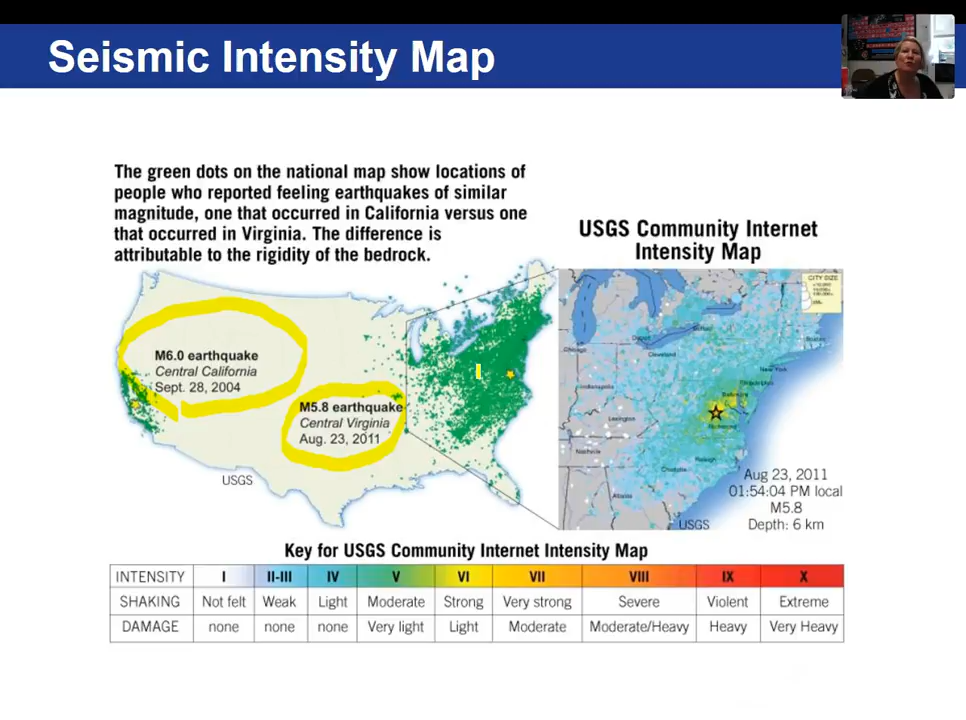 Seismic Intensity Map
The green dots on the national map show locations of
people who reported feeling earthquakes of similar
magnitude, one that occurred in California versus one
that occurred in Virginia. The difference is
attributable to the rigidity of the bedrock.
M6.0 earthquake
Central California
Sept. 28, 2004
M5.8 earthquake
Central Virginia
Aug. 23, 2011
USGS
USGS Community Internet
Intensity Map
CITY SIZE
Chicago
Detroit
Cleveland
Boston
New York
Philadelphia
Baltimore
Indianapolis
Lexington
Richmond
Nashville
Raleigh
Charlotte
Atlanta
Aug 23, 2011
01:54:04 PM local
M5.8
Depth: 6 km
USGS
Key for USGS Community Internet Intensity Map
INTENSITY I II-III IV V VI VII VIII IX X
SHAKING Not felt Weak Light Moderate Strong Very strong Severe Violent Extreme
DAMAGE none none none Very light Light Moderate Moderate/Heavy Heavy Very Heavy